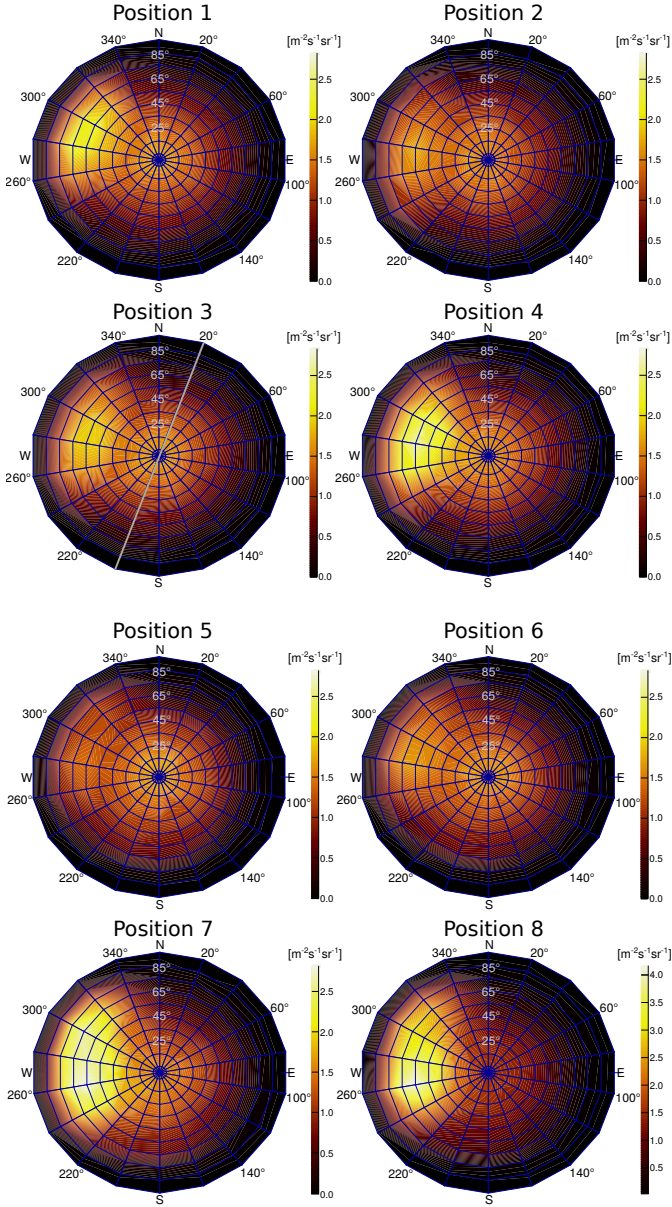 Position 1
N
340° 20°
[m⁻²s⁻¹sr⁻¹]
85°
65°
300° 60°
45°
25°
W E
260° 100°
220° 140°
S
2.5
2.0
1.5
1.0
0.5
0.0
Position 2
N
340° 20°
[m⁻²s⁻¹sr⁻¹]
85°
65°
300° 60°
45°
25°
W E
260° 100°
220° 140°
S
2.5
2.0
1.5
1.0
0.5
0.0
Position 3
N
340° 20°
[m⁻²s⁻¹sr⁻¹]
85°
65°
300° 60°
45°
25°
W E
260° 100°
220° 140°
S
2.5
2.0
1.5
1.0
0.5
0.0
Position 4
N
340° 20°
[m⁻²s⁻¹sr⁻¹]
85°
65°
300° 60°
45°
25°
W E
260° 100°
220° 140°
S
2.5
2.0
1.5
1.0
0.5
0.0
Position 5
N
340° 20°
[m⁻²s⁻¹sr⁻¹]
85°
65°
300° 60°
45°
25°
W E
260° 100°
220° 140°
S
2.5
2.0
1.5
1.0
0.5
0.0
Position 6
N
340° 20°
[m⁻²s⁻¹sr⁻¹]
85°
65°
300° 60°
45°
25°
W E
260° 100°
220° 140°
S
2.5
2.0
1.5
1.0
0.5
0.0
Position 7
N
340° 20°
[m⁻²s⁻¹sr⁻¹]
85°
65°
300° 60°
45°
25°
W E
260° 100°
220° 140°
S
2.5
2.0
1.5
1.0
0.5
0.0
Position 8
N
340° 20°
[m⁻²s⁻¹sr⁻¹]
85°
65°
300° 60°
45°
25°
W E
260° 100°
220° 140°
S
4.0
3.5
3.0
2.5
2.0
1.5
1.0
0.5